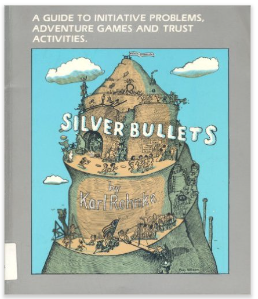 A GUIDE TO INITIATIVE PROBLEMS,
ADVENTURE GAMES AND TRUST
ACTIVITIES.
SILVER BULLETS
by
Karl Rohnke